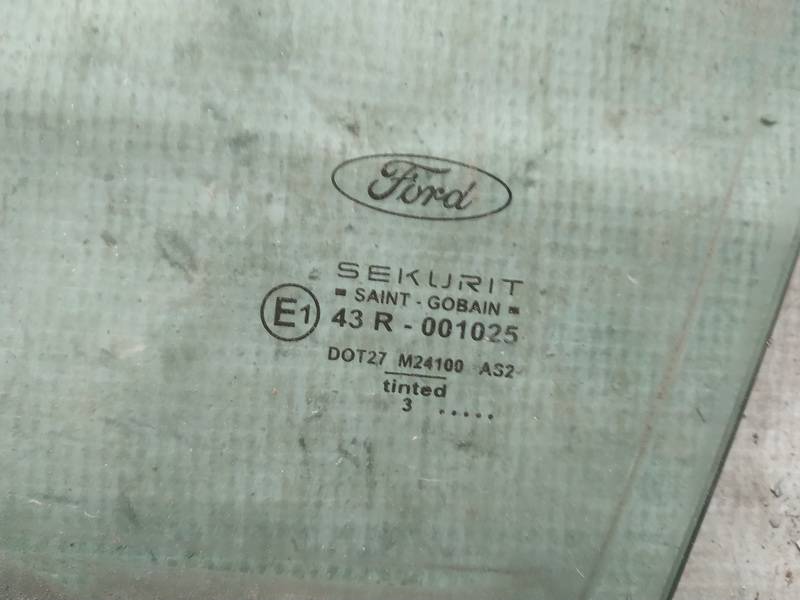 Ford
SEKURIT
SAINT - GOBAIN
E1 43 R - 001025
DOT27 M24100 AS2
tinted
3 .....